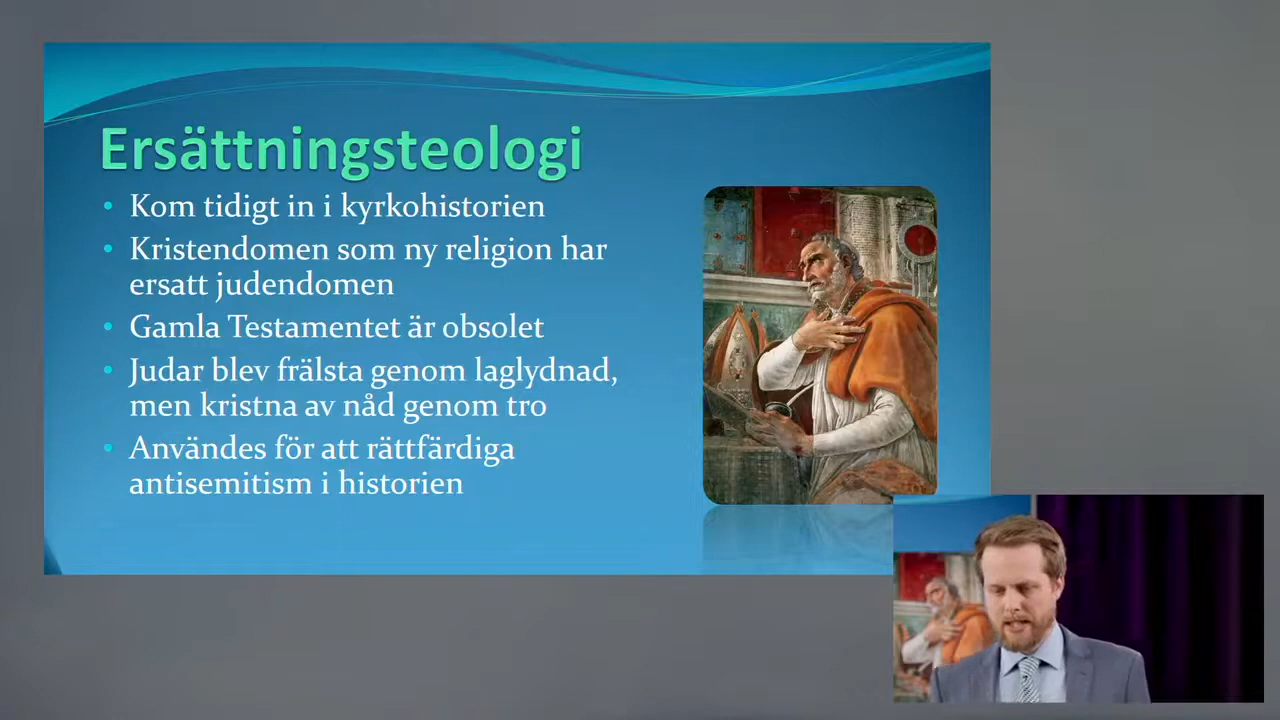 Ersättningsteologi
• Kom tidigt in i kyrkohistorien
• Kristendomen som ny religion har
ersatt judendomen
• Gamla Testamentet är obsolet
• Judar blev frälsta genom laglydnad,
men kristna av nåd genom tro
• Användes för att rättfärdiga
antisemitism i historien